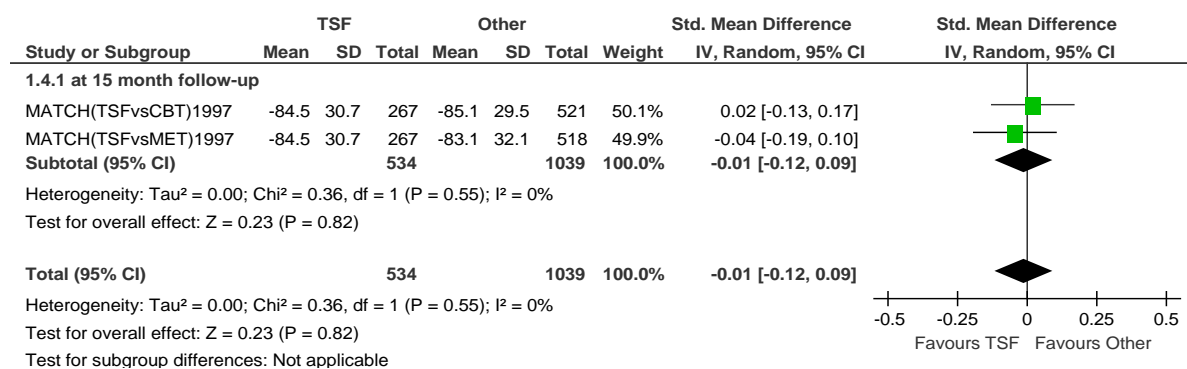 TSF Other Std. Mean Difference Std. Mean Difference
Study or Subgroup Mean SD Total Mean SD Total Weight IV, Random, 95% CI IV, Random, 95% CI
1.4.1 at 15 month follow-up
MATCH(TSFvsCBT)1997 -84.5 30.7 267 -85.1 29.5 521 50.1% 0.02 [-0.13, 0.17]
MATCH(TSFvsMET)1997 -84.5 30.7 267 -83.1 32.1 518 49.9% -0.04 [-0.19, 0.10]
Subtotal (95% CI) 534 1039 100.0% -0.01 [-0.12, 0.09]
Heterogeneity: Tau² = 0.00; Chi² = 0.36, df = 1 (P = 0.55); I² = 0%
Test for overall effect: Z = 0.23 (P = 0.82)
Total (95% CI) 534 1039 100.0% -0.01 [-0.12, 0.09]
Heterogeneity: Tau² = 0.00; Chi² = 0.36, df = 1 (P = 0.55); I² = 0%
Test for overall effect: Z = 0.23 (P = 0.82)
Test for subgroup differences: Not applicable
-0.5 -0.25 0 0.25 0.5
Favours TSF Favours Other